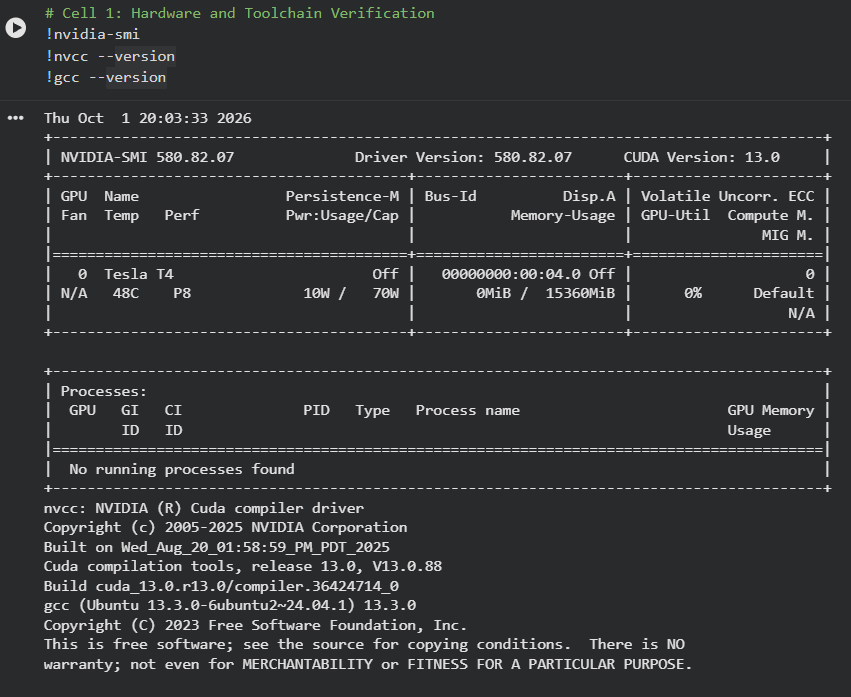 # Cell 1: Hardware and Toolchain Verification
!nvidia-smi
!nvcc --version
!gcc --version
Thu Oct  1 20:03:33 2026
+-----------------------------------------------------------------------------------------+
| NVIDIA-SMI 580.82.07              Driver Version: 580.82.07      CUDA Version: 13.0     |
+-----------------------------------------+------------------------+----------------------+
| GPU  Name                 Persistence-M | Bus-Id          Disp.A | Volatile Uncorr. ECC |
| Fan  Temp   Perf          Pwr:Usage/Cap |           Memory-Usage | GPU-Util  Compute M. |
|                                         |                        |               MIG M. |
|=========================================+========================+======================|
|   0  Tesla T4                       Off |   00000000:00:04.0 Off |                    0 |
| N/A   48C    P8             10W /   70W |       0MiB /  15360MiB |      0%      Default |
|                                         |                        |                  N/A |
+-----------------------------------------+------------------------+----------------------+
+-----------------------------------------------------------------------------------------+
| Processes:                                                                              |
|  GPU   GI   CI              PID   Type   Process name                        GPU Memory |
|        ID   ID                                                               Usage      |
|=========================================================================================|
|  No running processes found                                                             |
+-----------------------------------------------------------------------------------------+
nvcc: NVIDIA (R) Cuda compiler driver
Copyright (c) 2005-2025 NVIDIA Corporation
Built on Wed_Aug_20_01:58:59_PM_PDT_2025
Cuda compilation tools, release 13.0, V13.0.88
Build cuda_13.0.r13.0/compiler.36424714_0
gcc (Ubuntu 13.3.0-6ubuntu2~24.04.1) 13.3.0
Copyright (C) 2023 Free Software Foundation, Inc.
This is free software; see the source for copying conditions.  There is NO
warranty; not even for MERCHANTABILITY or FITNESS FOR A PARTICULAR PURPOSE.